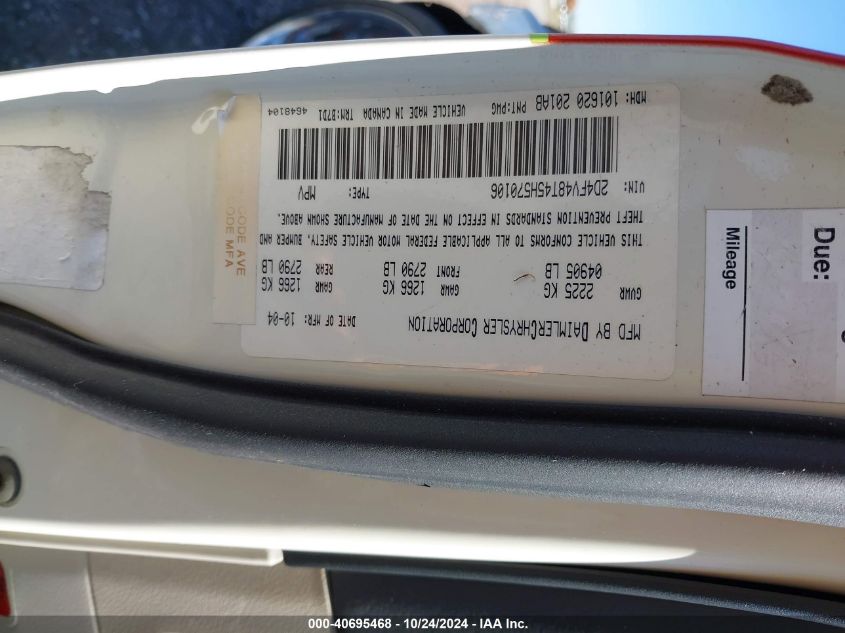 MFD BY DAIMLERCHRYSLER CORPORATION
DATE OF MFR: 10-04
GVWR
2225 KG
04905 LB
GAWR 1266 KG
FRONT 2790 LB
GAWR 1266 KG
REAR 2790 LB
THIS VEHICLE CONFORMS TO ALL APPLICABLE FEDERAL MOTOR VEHICLE SAFETY, BUMPER AND
THEFT PREVENTION STANDARDS IN EFFECT ON THE DATE OF MANUFACTURE SHOWN ABOVE.
VIN: 2D4FV48T45H570106
TYPE: MPV
MDH: 101620 201AB PNT:PWG VEHICLE MADE IN CANADA TRM:B7D1 4648104
CODE AVE
CODE MFA
Due:
Mileage
000-40695468 - 10/24/2024 - IAA Inc.